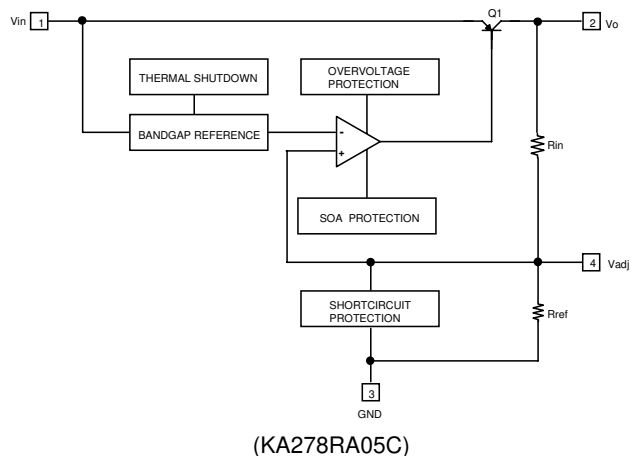 Q1
Vin 1
2 Vo
THERMAL SHUTDOWN
OVERVOLTAGE
PROTECTION
BANDGAP REFERENCE
-
+
Rin
SOA PROTECTION
4 Vadj
SHORTCIRCUIT
PROTECTION
Rref
3
GND
(KA278RA05C)